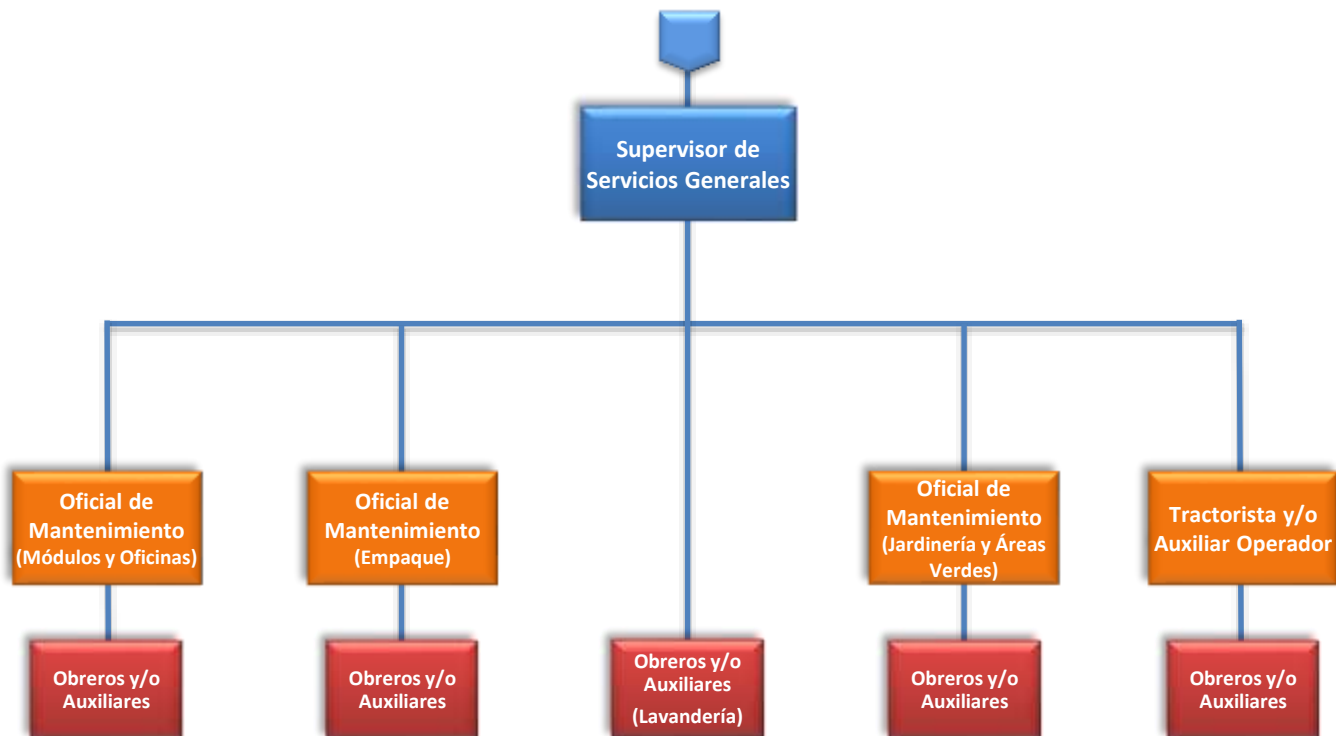 Supervisor de
Servicios Generales
Oficial de
Mantenimiento
(Módulos y Oficinas)
Oficial de
Mantenimiento
(Empaque)
Oficial de
Mantenimiento
(Jardinería y Áreas
Verdes)
Tractorista y/o
Auxiliar Operador
Obreros y/o
Auxiliares
Obreros y/o
Auxiliares
Obreros y/o
Auxiliares
(Lavandería)
Obreros y/o
Auxiliares
Obreros y/o
Auxiliares